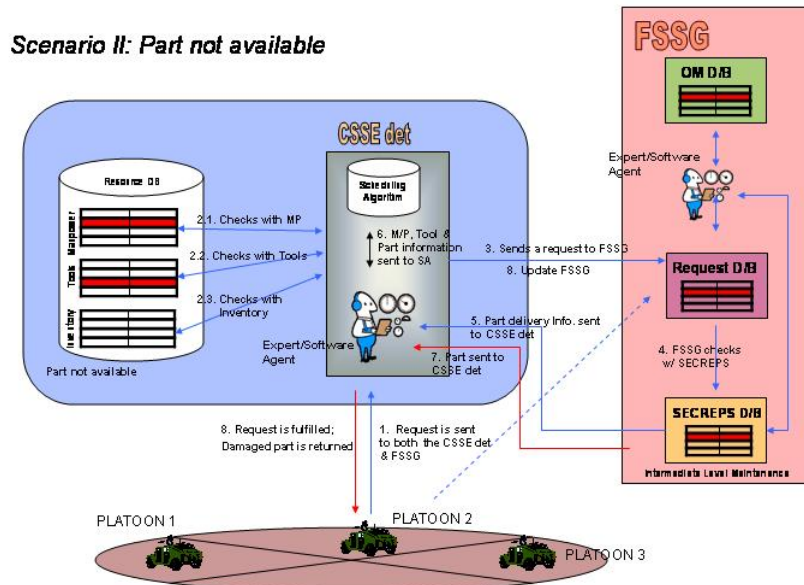 Scenario II: Part not available
FSSG
OM D/B
Expert/Software
Agent
Request D/B
4. FSSG checks
w/ SECREPS
SECREPS D/B
Intermediate Level Maintenance
CSSE det
Scheduling
Algorithm
6. M/P, Tool &
Part information
sent to SA
Expert/Software
Agent
Resource DB
Manpower
Tools
Inventory
Part not available
2.1. Checks with MP
2.2. Checks with Tools
2.3. Checks with
Inventory
3. Sends a request to FSSG
8. Update FSSG
5. Part delivery Info. sent
to CSSE det
7. Part sent to
CSSE det
8. Request is fulfilled;
Damaged part is returned
1. Request is sent
to both the CSSE det
& FSSG
PLATOON 1
PLATOON 2
PLATOON 3